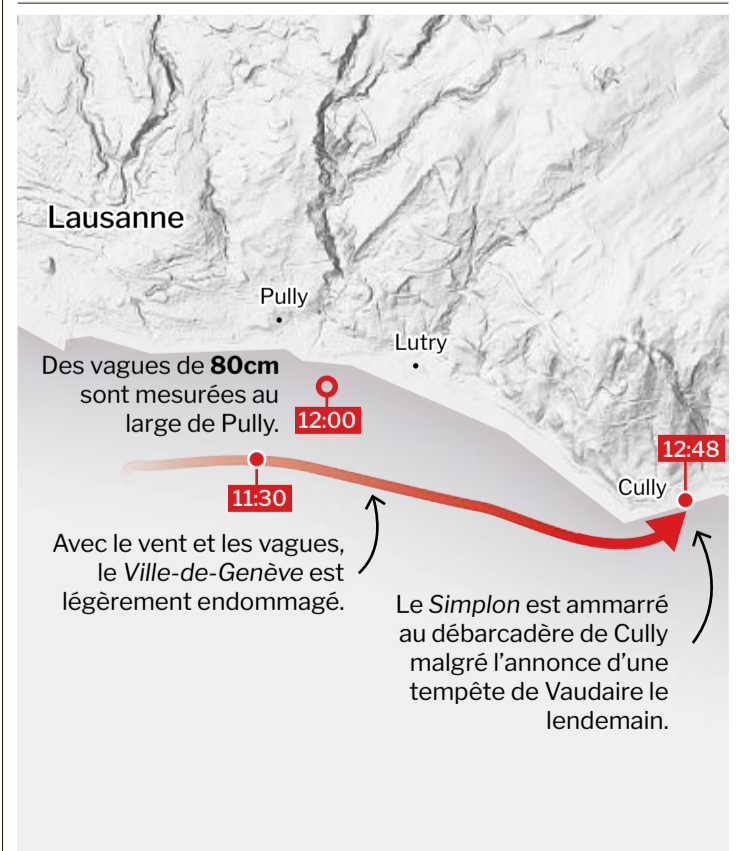 Lausanne
Pully
Lutry
Des vagues de 80cm
sont mesurées au
large de Pully.
12:00
12:48
Cully
11:30
Avec le vent et les vagues,
le Ville-de-Genève est
légèrement endommagé.
Le Simplon est ammarré
au débarcadère de Cully
malgré l’annonce d’une
tempête de Vaudaire le
lendemain.